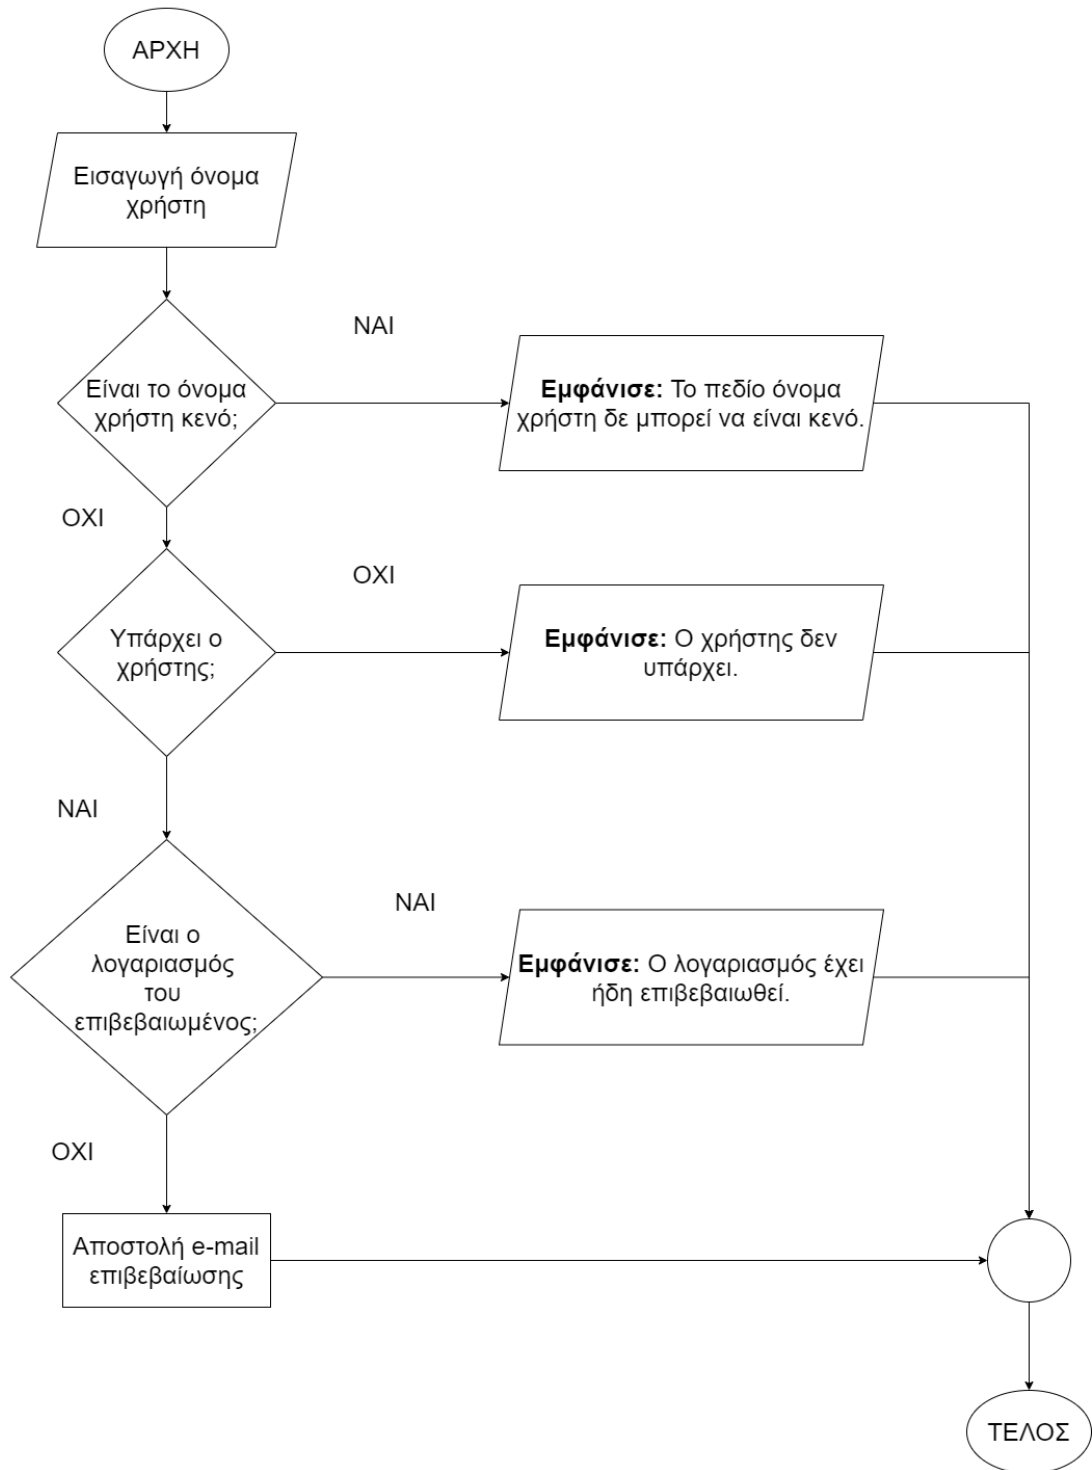 ΑΡΧΗ
Εισαγωγή όνομα
χρήστη
ΝΑΙ
Είναι το όνομα
χρήστη κενό;
Εμφάνισε: Το πεδίο όνομα
χρήστη δε μπορεί να είναι κενό.
ΟΧΙ
ΟΧΙ
Υπάρχει ο
χρήστης;
Εμφάνισε: Ο χρήστης δεν
υπάρχει.
ΝΑΙ
ΝΑΙ
Είναι ο
λογαριασμός
του
επιβεβαιωμένος;
Εμφάνισε: Ο λογαριασμός έχει
ήδη επιβεβαιωθεί.
ΟΧΙ
Αποστολή e-mail
επιβεβαίωσης
ΤΕΛΟΣ